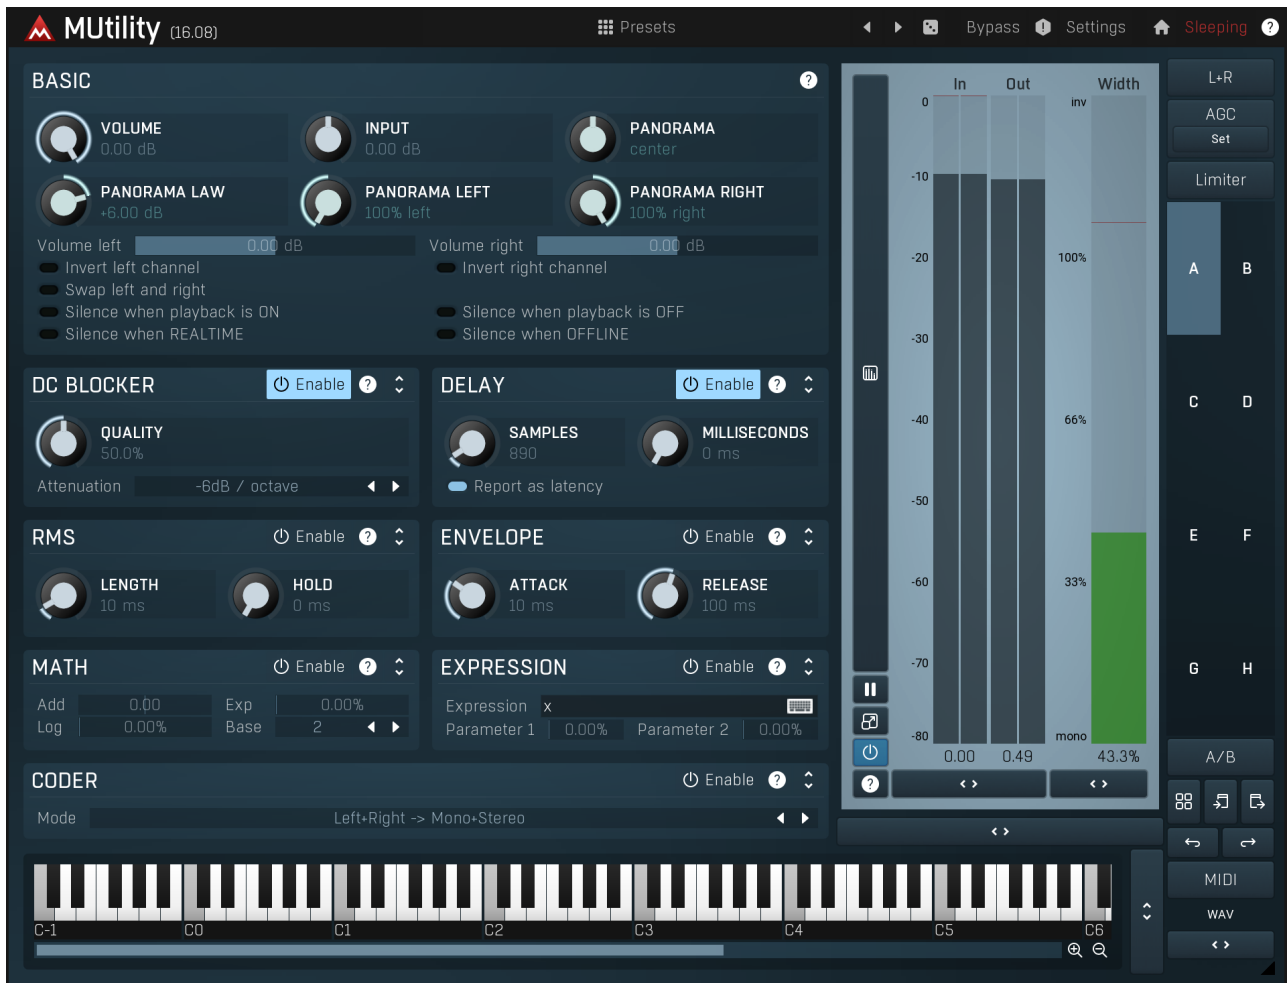 MUtility (16.08)
Presets
Bypass
Settings
Sleeping ?
BASIC ?
VOLUME
0.00 dB
INPUT
0.00 dB
PANORAMA
center
PANORAMA LAW
+6.00 dB
PANORAMA LEFT
100% left
PANORAMA RIGHT
100% right
Volume left 0.00 dB
Volume right 0.00 dB
Invert left channel
Invert right channel
Swap left and right
Silence when playback is ON
Silence when playback is OFF
Silence when REALTIME
Silence when OFFLINE
DC BLOCKER Enable ?
QUALITY
50.0%
Attenuation -6dB / octave
DELAY Enable ?
SAMPLES
890
MILLISECONDS
0 ms
Report as latency
RMS Enable ?
LENGTH
10 ms
HOLD
0 ms
ENVELOPE Enable ?
ATTACK
10 ms
RELEASE
100 ms
MATH Enable ?
Add 0.00 Exp 0.00%
Log 0.00% Base 2
EXPRESSION Enable ?
Expression x
Parameter 1 0.00% Parameter 2 0.00%
CODER Enable ?
Mode Left+Right -> Mono+Stereo
C-1 C0 C1 C2 C3 C4 C5 C6
In Out Width
0 inv
-10
-20 100%
-30
-40 66%
-50
-60 33%
-70
-80 mono
0.00 0.49 43.3%
?
L+R
AGC
Set
Limiter
A B
C D
E F
G H
A/B
MIDI
WAV